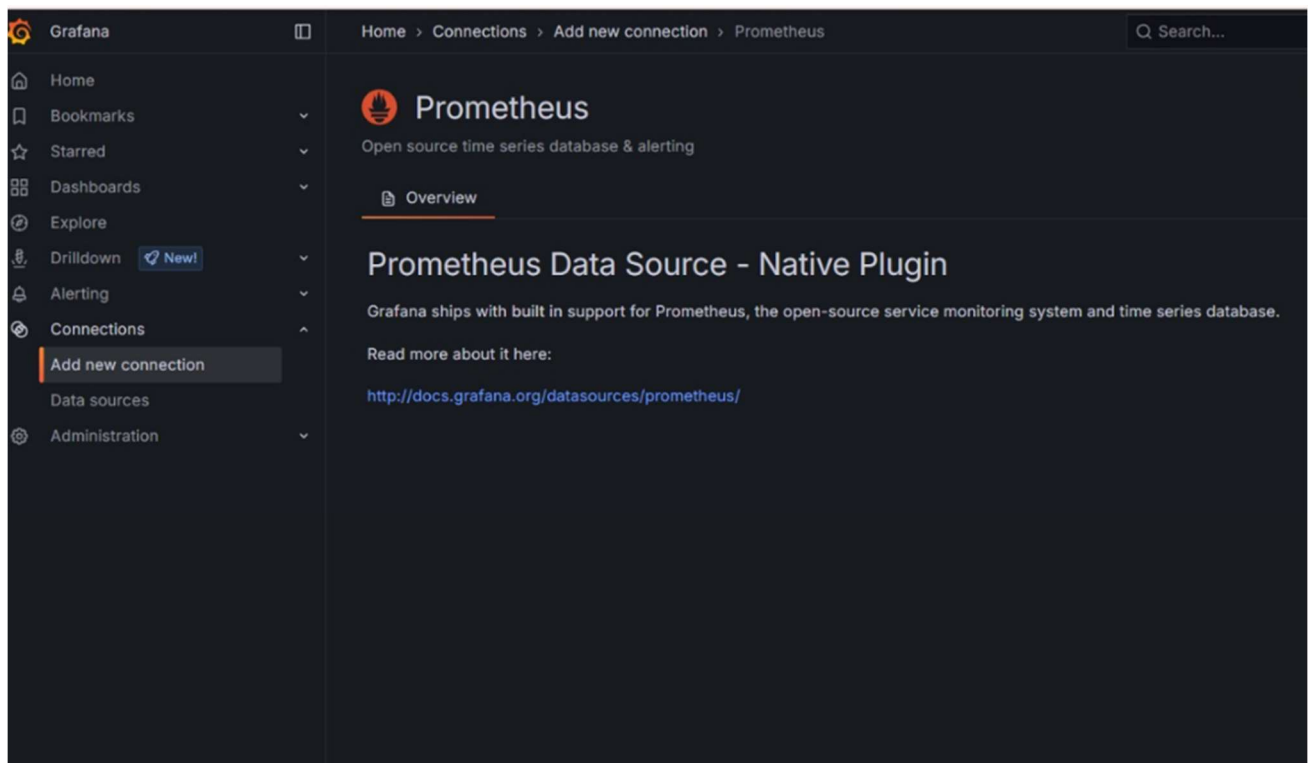 Grafana
Home
Bookmarks
Starred
Dashboards
Explore
Drilldown New!
Alerting
Connections
Add new connection
Data sources
Administration
Home › Connections › Add new connection › Prometheus
Search...
Prometheus
Open source time series database & alerting
Overview
Prometheus Data Source - Native Plugin
Grafana ships with built in support for Prometheus, the open-source service monitoring system and time series database.
Read more about it here:
http://docs.grafana.org/datasources/prometheus/